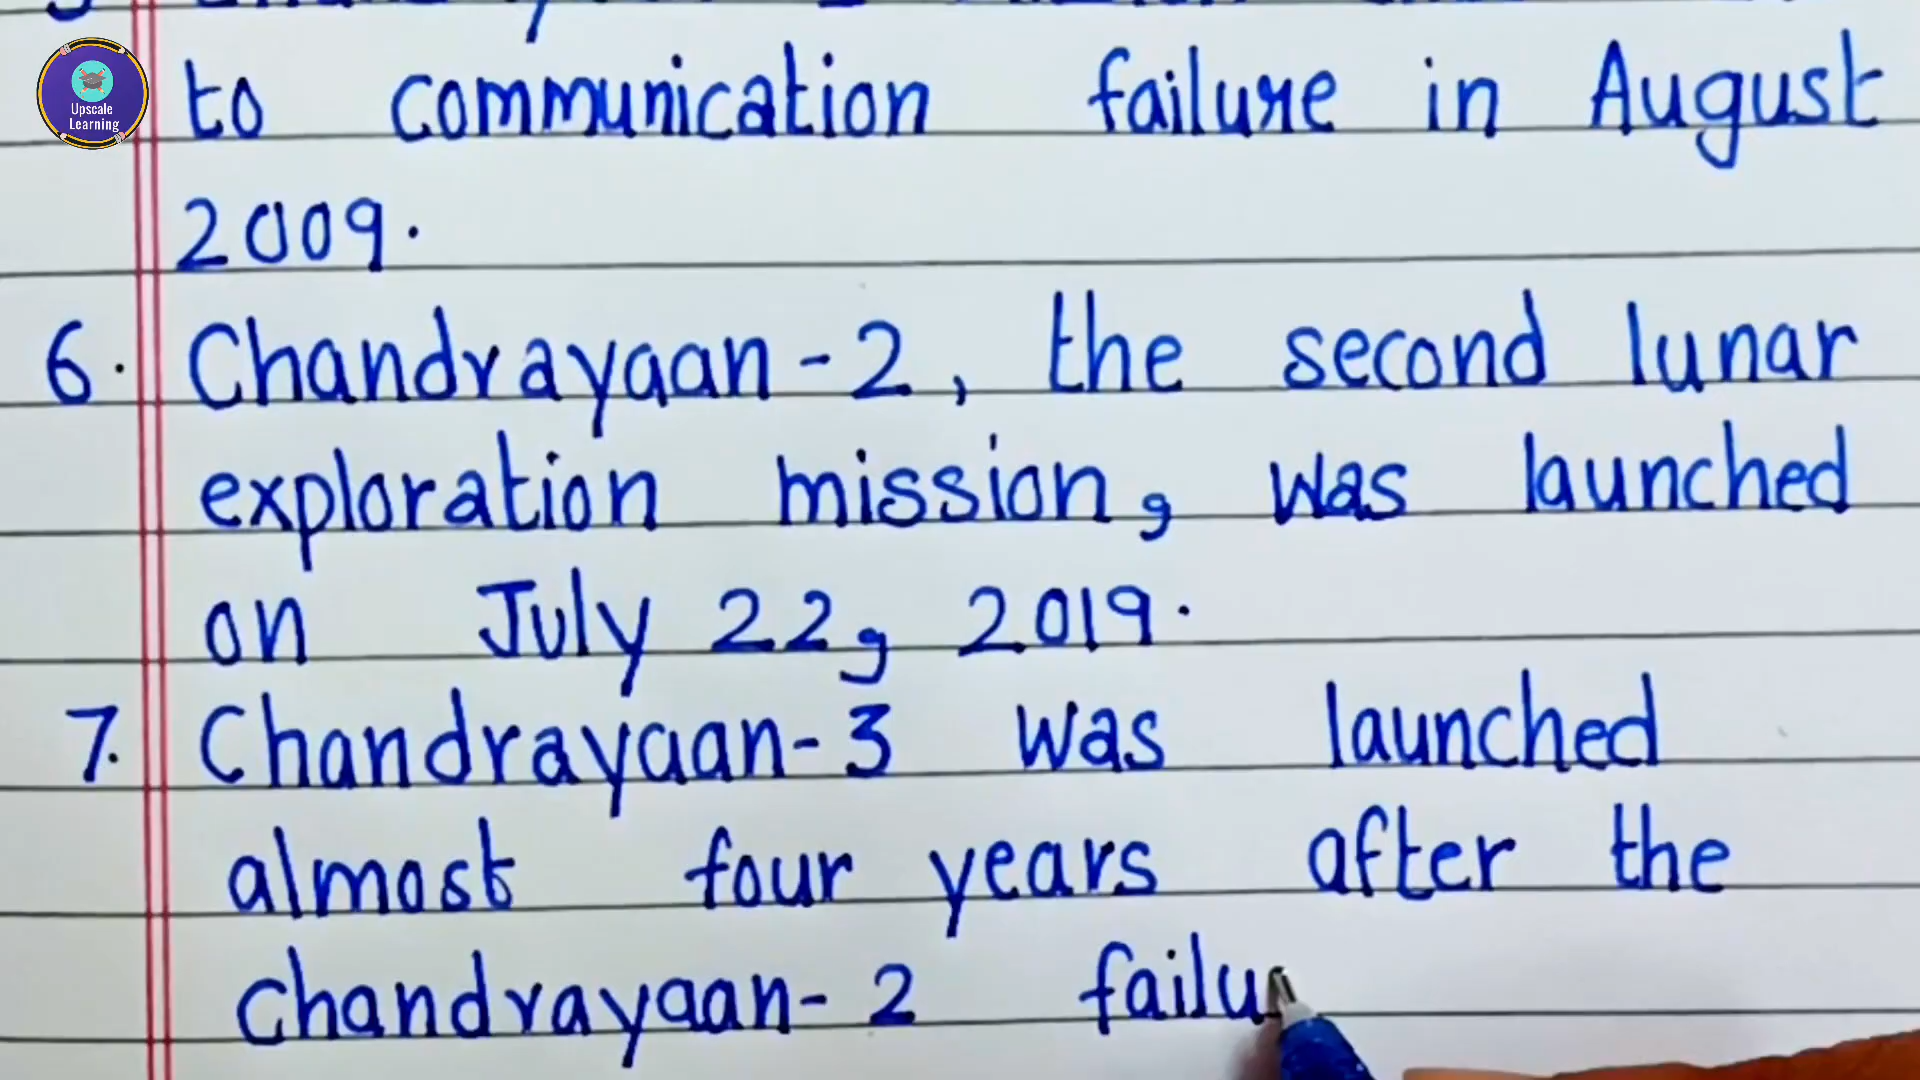 Upscale
Learning
to communication failure in August
2009.
6. Chandrayaan-2, the second lunar
exploration mission, was launched
on July 22, 2019.
7. Chandrayaan-3 was launched
almost four years after the
Chandrayaan-2 failu